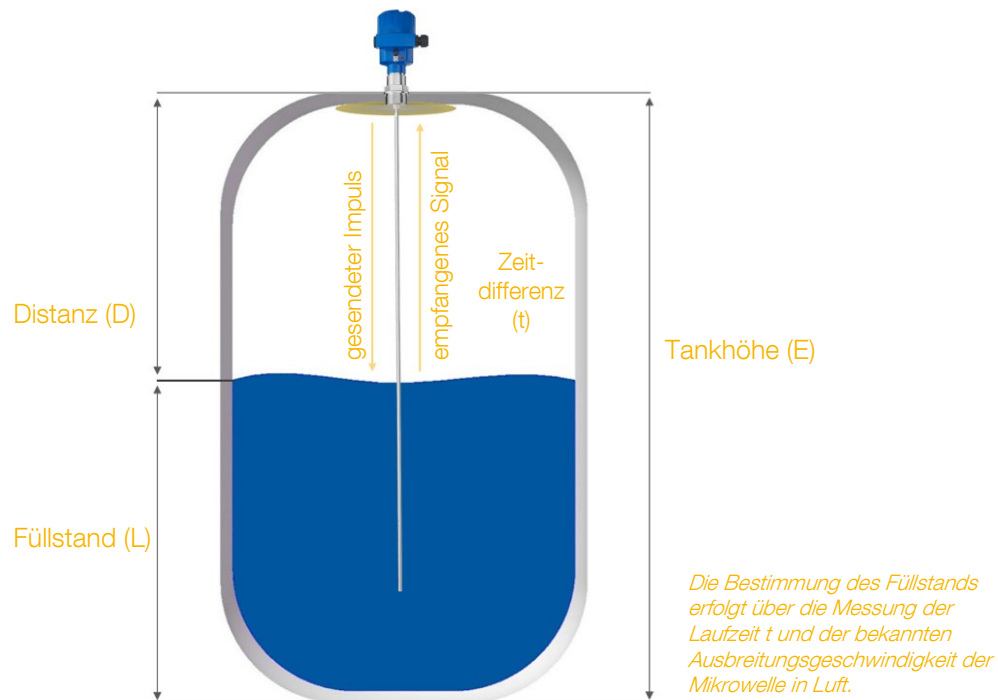 gesendeter Impuls
empfangenes Signal
Zeit-
differenz
(t)
Distanz (D)
Tankhöhe (E)
Füllstand (L)
Die Bestimmung des Füllstands
erfolgt über die Messung der
Laufzeit t und der bekannten
Ausbreitungsgeschwindigkeit der
Mikrowelle in Luft.